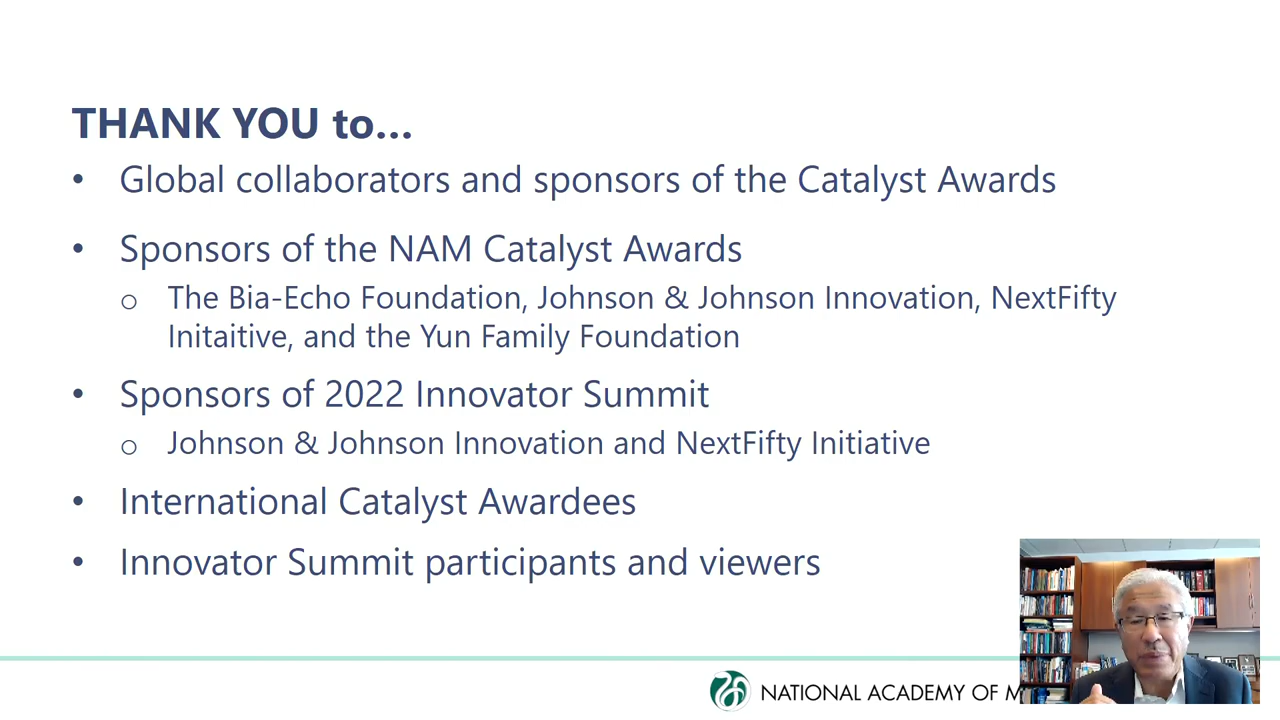 THANK YOU to...
• Global collaborators and sponsors of the Catalyst Awards
• Sponsors of the NAM Catalyst Awards
o The Bia-Echo Foundation, Johnson & Johnson Innovation, NextFifty
Initaitive, and the Yun Family Foundation
• Sponsors of 2022 Innovator Summit
o Johnson & Johnson Innovation and NextFifty Initiative
• International Catalyst Awardees
• Innovator Summit participants and viewers
NATIONAL ACADEMY OF M